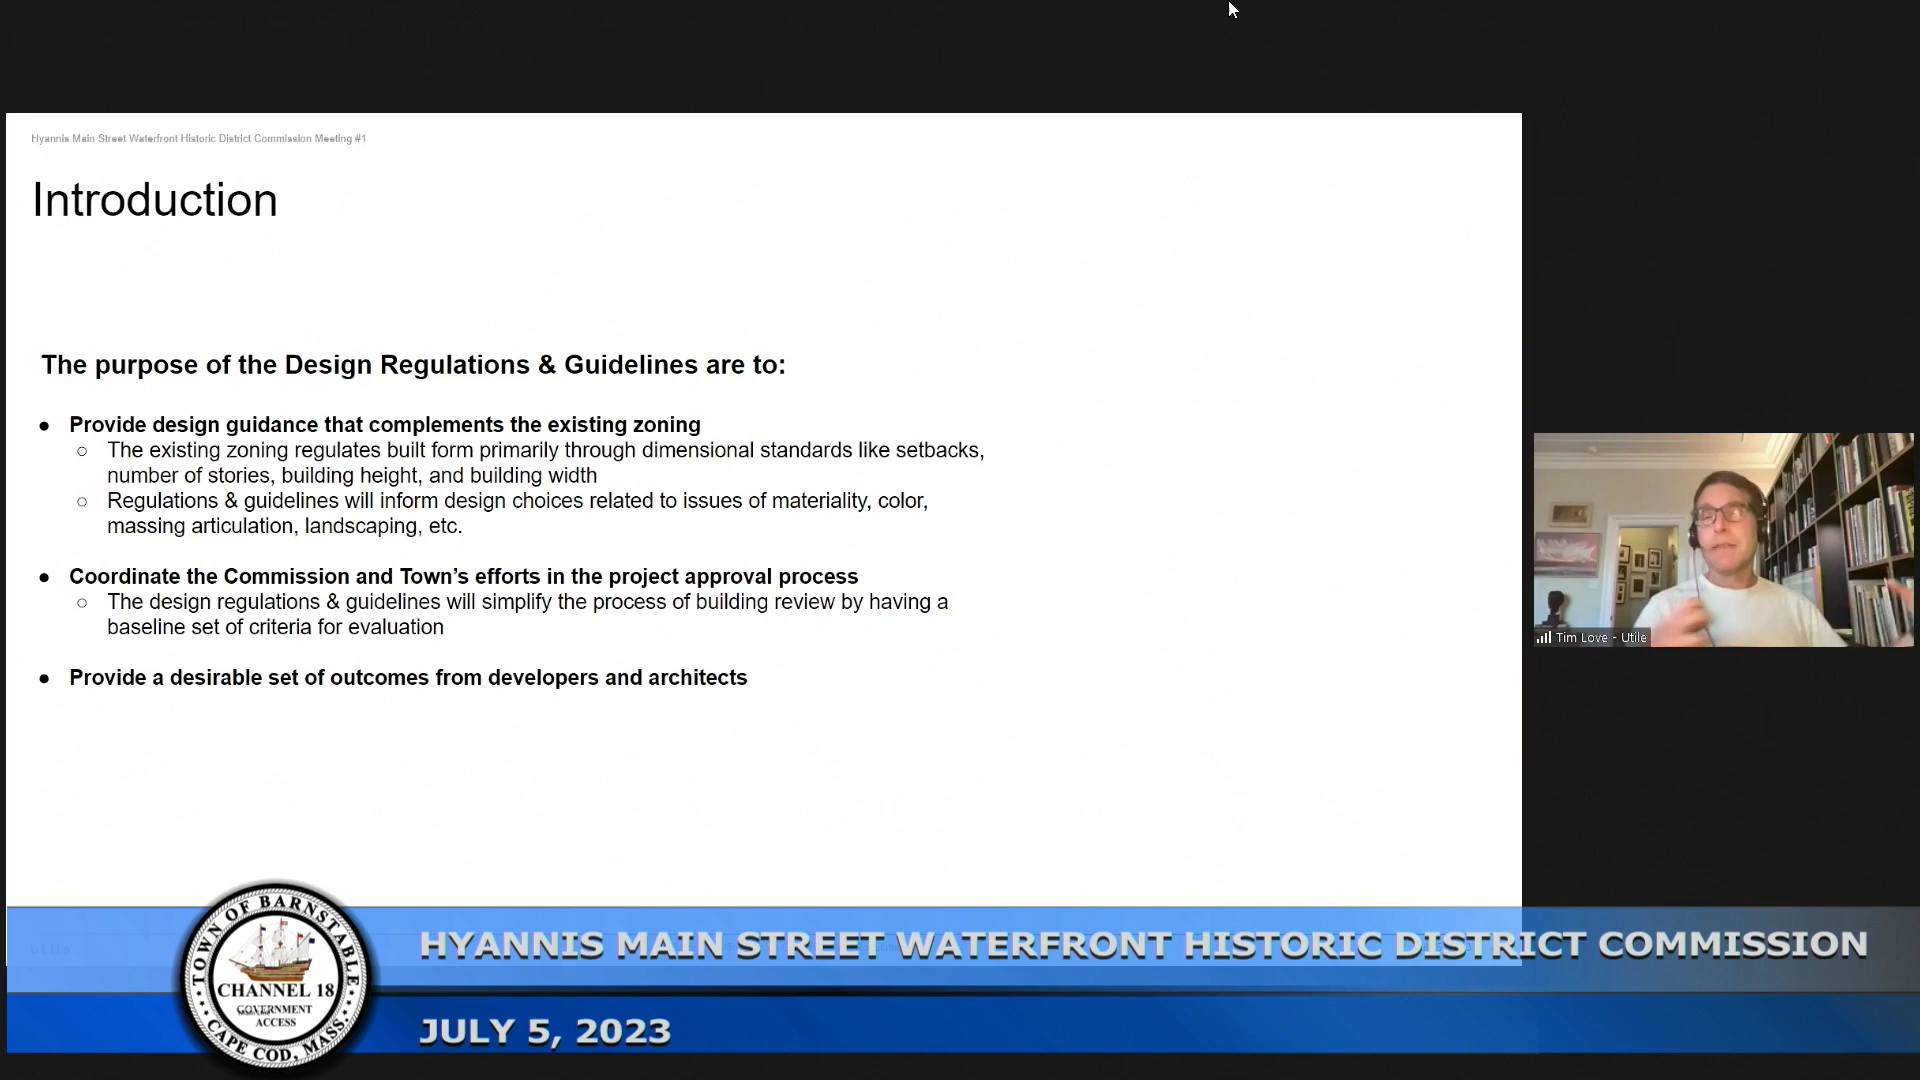 Hyannis Main Street Waterfront Historic District Commission Meeting #1
Introduction
The purpose of the Design Regulations & Guidelines are to:
● Provide design guidance that complements the existing zoning
○ The existing zoning regulates built form primarily through dimensional standards like setbacks,
number of stories, building height, and building width
○ Regulations & guidelines will inform design choices related to issues of materiality, color,
massing articulation, landscaping, etc.
● Coordinate the Commission and Town's efforts in the project approval process
○ The design regulations & guidelines will simplify the process of building review by having a
baseline set of criteria for evaluation
● Provide a desirable set of outcomes from developers and architects
Tim Love - Utile
utile
TOWN OF BARNSTABLE
CHANNEL 18
GOVERNMENT
ACCESS
CAPE COD, MASS.
HYANNIS MAIN STREET WATERFRONT HISTORIC DISTRICT COMMISSION
JULY 5, 2023